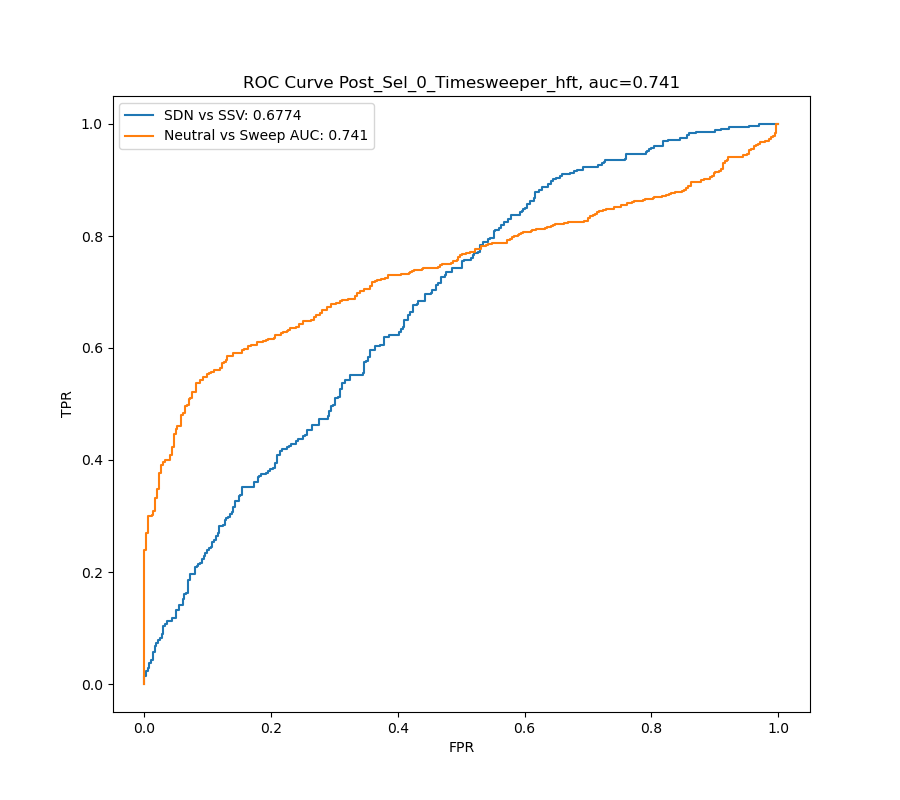 ROC Curve Post_Sel_0_Timesweeper_hft, auc=0.741
SDN vs SSV: 0.6774
Neutral vs Sweep AUC: 0.741
1.0
0.8
0.6
0.4
0.2
0.0
TPR
0.0 0.2 0.4 0.6 0.8 1.0
FPR